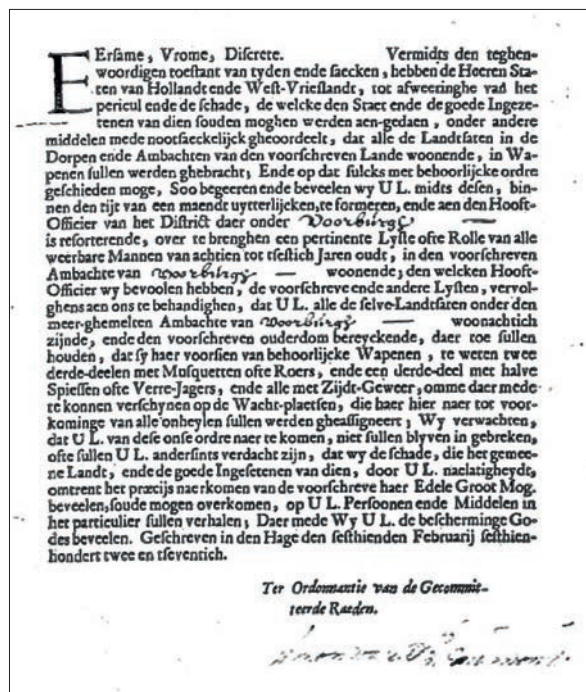 EErsame, Vrome, Discrete. Vermidts den teghen-
woordigen toestant van tyden ende saecken, hebben de Heeren Sta-
ten van Hollandt ende West-Vrieslandt, tot afweeringhe vad het
pericul ende de schade, de welcke den Staet ende de goede Ingeze-
tenen van dien souden moghen werden aen-gedaen, onder andere
middelen mede nootsaeckelijck gheoordeelt, dat alle de Landtsaten in de
Dorpen ende Ambachten van den voorschreven Lande woonende, in Wa-
penen sullen werden ghebracht; Ende op dat sulcks met behoorlijcke ordre
geschieden moge, Soo begeeren ende beveelen wy U L. midts desen, bin-
nen den tijt van een maendt uytterlijcken, te formeren, ende aen den Hooft-
Officier van het District daer onder Voorburgh —
is resorterende, over te brenghen een pertinente Lyste ofte Rolle van alle
weerbare Mannen van achtien tot tsestich Jaren oudt, in den voorschreven
Ambachte van Voorburgh — woonende; den welcken Hooft-
Officier wy bevoolen hebben, de voorschreve ende andere Lysten, vervol-
ghens aen ons te behandighen, dat U L. alle de selve Landtsaten onder den
meer-ghemelten Ambachte van Voorburgh — woonachtich
zijnde, ende den voorschreven ouderdom bereyckende, daer toe sullen
houden, dat sy haer voorsien van behoorlijcke Wapenen, te weten twee
derde-deelen met Musquetten ofte Roers, ende een derde-deel met halve
Spiessen ofte Verre-Jagers, ende alle met Zijdt-Geweer, omme daer mede
te konnen verschynen op de Wacht-plaetsen, die haer hier naer tot voor-
kominge van alle onheylen sullen werden gheassigneert; Wy verwachten,
dat U L. van dese onse ordre naer te komen, niet sullen blyven in gebreken,
ofte sullen U L. andersints verdacht zijn, dat wy de schade, die het gemee-
ne Landt, ende de goede Ingesetenen van dien, door U L. naelatigheydt,
omtrent het præcijs naerkomen van de voorschreve haer Edele Groot Mog.
beveelen, soude mogen overkomen, op U L. Persoonen ende Middelen in
het particulier sullen verhalen; Daer mede Wy U L. de bescherminge Go-
des beveelen. Geschreven in den Hage den sesthienden Februarij sesthien-
hondert twee en tseventich.
Ter Ordonnantie van de Gecommit-
teerde Raeden.